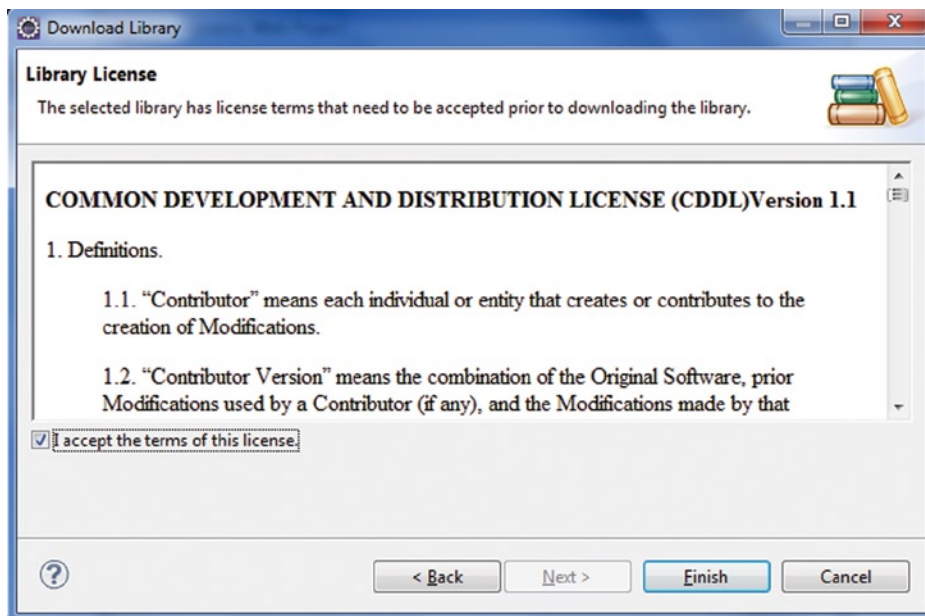 Download Library
Library License
The selected library has license terms that need to be accepted prior to downloading the library.
COMMON DEVELOPMENT AND DISTRIBUTION LICENSE (CDDL)Version 1.1
1. Definitions.
1.1. “Contributor” means each individual or entity that creates or contributes to the
creation of Modifications.
1.2. “Contributor Version” means the combination of the Original Software, prior
Modifications used by a Contributor (if any), and the Modifications made by that
I accept the terms of this license.
?
< Back
Next >
Finish
Cancel